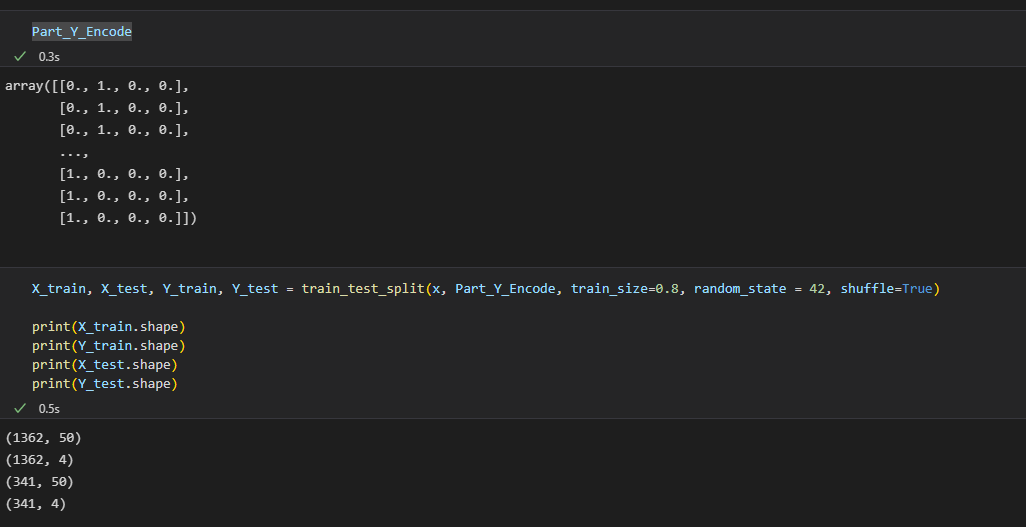 Part_Y_Encode
0.3s
array([[0., 1., 0., 0.],
[0., 1., 0., 0.],
[0., 1., 0., 0.],
...,
[1., 0., 0., 0.],
[1., 0., 0., 0.],
[1., 0., 0., 0.]])
X_train, X_test, Y_train, Y_test = train_test_split(x, Part_Y_Encode, train_size=0.8, random_state = 42, shuffle=True)
print(X_train.shape)
print(Y_train.shape)
print(X_test.shape)
print(Y_test.shape)
0.5s
(1362, 50)
(1362, 4)
(341, 50)
(341, 4)